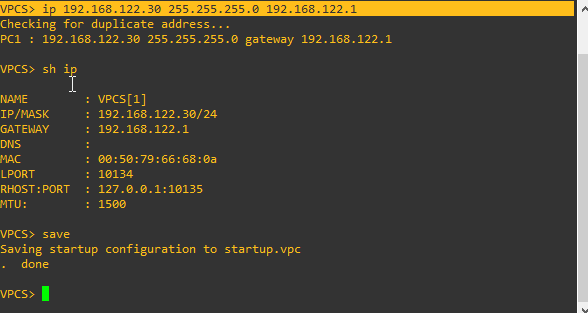 VPCS> ip 192.168.122.30 255.255.255.0 192.168.122.1
Checking for duplicate address...
PC1 : 192.168.122.30 255.255.255.0 gateway 192.168.122.1
VPCS> sh ip
NAME        : VPCS[1]
IP/MASK     : 192.168.122.30/24
GATEWAY     : 192.168.122.1
DNS         :
MAC         : 00:50:79:66:68:0a
LPORT       : 10134
RHOST:PORT  : 127.0.0.1:10135
MTU:        : 1500
VPCS> save
Saving startup configuration to startup.vpc
.  done
VPCS>